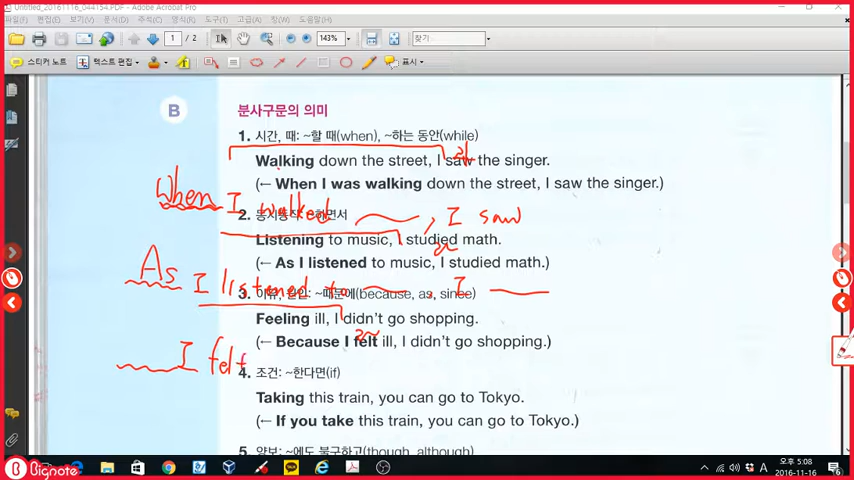 Untitled_20161116_044154.pdf - Adobe Acrobat Pro
파일(F) 편집(E) 보기(V) 문서(D) 주석(C) 양식(R) 도구(T) 고급(A) 창(W) 도움말(H)
1 / 2 143% 찾기
스티커 노트 텍스트 편집 표시
B 분사구문의 의미
1. 시간, 때: ~할 때(when), ~하는 동안(while)
Walking down the street, I saw the singer.
(← When I was walking down the street, I saw the singer.)
When I walked , I saw
2. 동시동작: ~하면서
Listening to music, I studied math.
(← As I listened to music, I studied math.)
As I listened to , I
3. 이유, 원인: ~때문에(because, as, since)
Feeling ill, I didn't go shopping.
(← Because I felt ill, I didn't go shopping.)
I felt
4. 조건: ~한다면(if)
Taking this train, you can go to Tokyo.
(← If you take this train, you can go to Tokyo.)
5. 양보: ~에도 불구하고(though, although)
Bignote
A 오후 5:08
2016-11-16